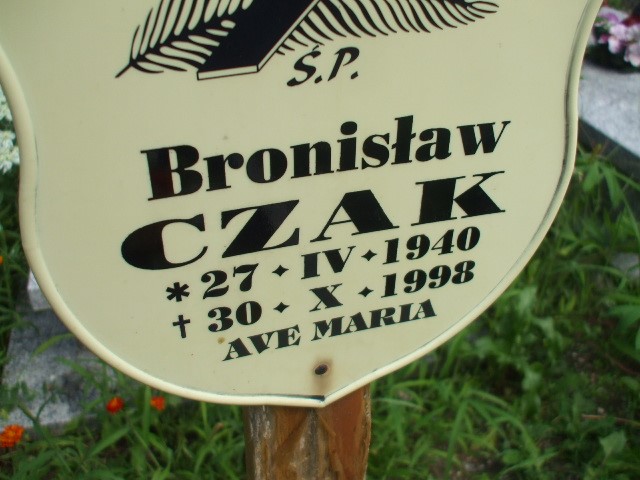 Ś.P.
Bronisław
CZAK
* 27 ✦ IV ✦ 1940
† 30 ✦ X ✦ 1998
AVE MARIA